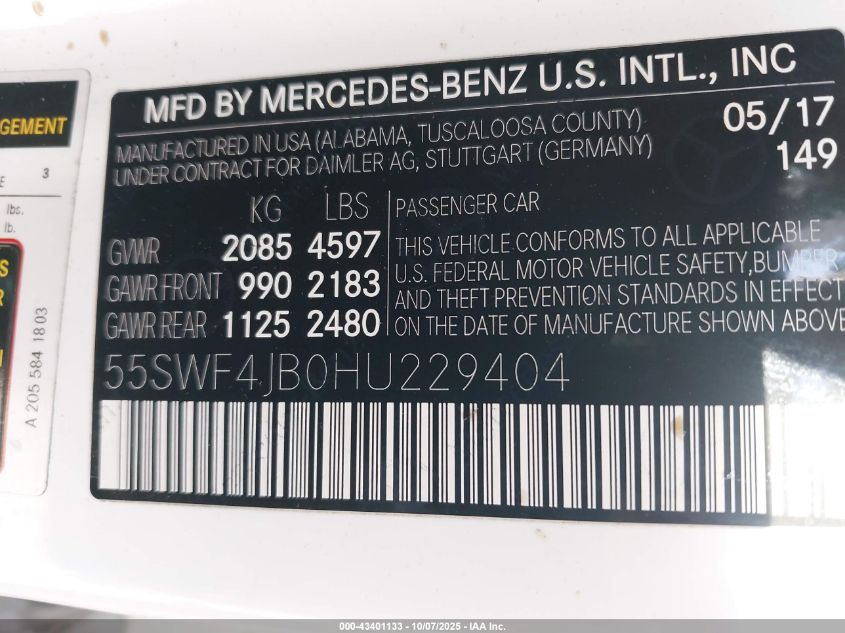 MFD BY MERCEDES-BENZ U.S. INTL., INC
MANUFACTURED IN USA (ALABAMA, TUSCALOOSA COUNTY)
UNDER CONTRACT FOR DAIMLER AG, STUTTGART (GERMANY)
05/17
149
KG LBS
GVWR 2085 4597
GAWR FRONT 990 2183
GAWR REAR 1125 2480
PASSENGER CAR
THIS VEHICLE CONFORMS TO ALL APPLICABLE
U.S. FEDERAL MOTOR VEHICLE SAFETY, BUMPER
AND THEFT PREVENTION STANDARDS IN EFFECT
ON THE DATE OF MANUFACTURE SHOWN ABOVE
55SWF4JB0HU229404
GEMENT
E 3
lbs.
lb.
S
R
A 205 584 18 03
000-43401133 - 10/07/2025 - IAA Inc.